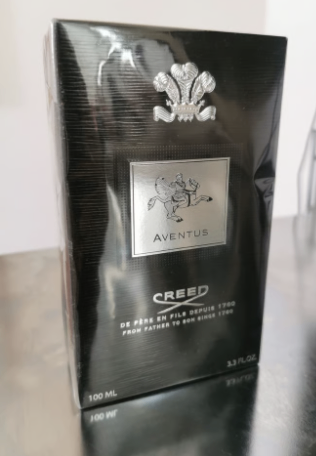 AVENTUS
CREED
DE PÈRE EN FILS DEPUIS 1760
FROM FATHER TO SON SINCE 1760
100 ML
3.3 FL.OZ.